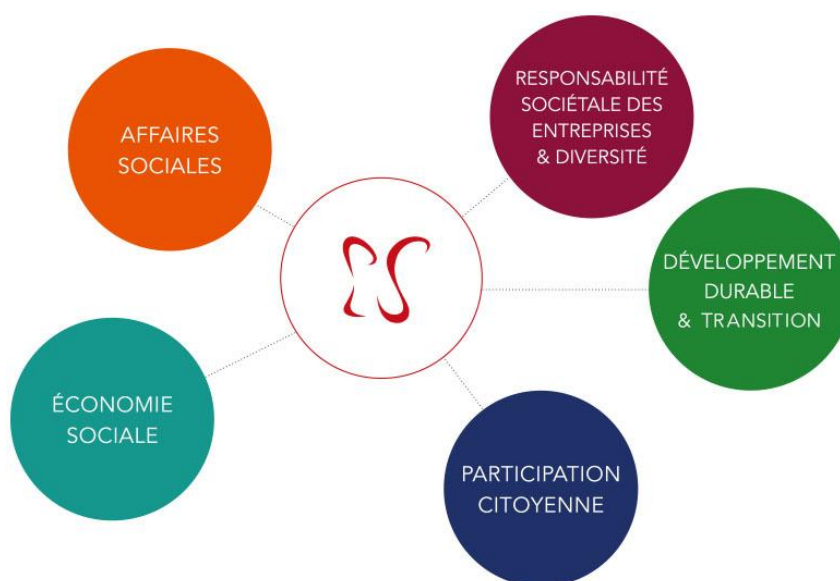 AFFAIRES
SOCIALES
RESPONSABILITÉ
SOCIÉTALE DES
ENTREPRISES
& DIVERSITÉ
DÉVELOPPEMENT
DURABLE
& TRANSITION
ÉCONOMIE
SOCIALE
PARTICIPATION
CITOYENNE